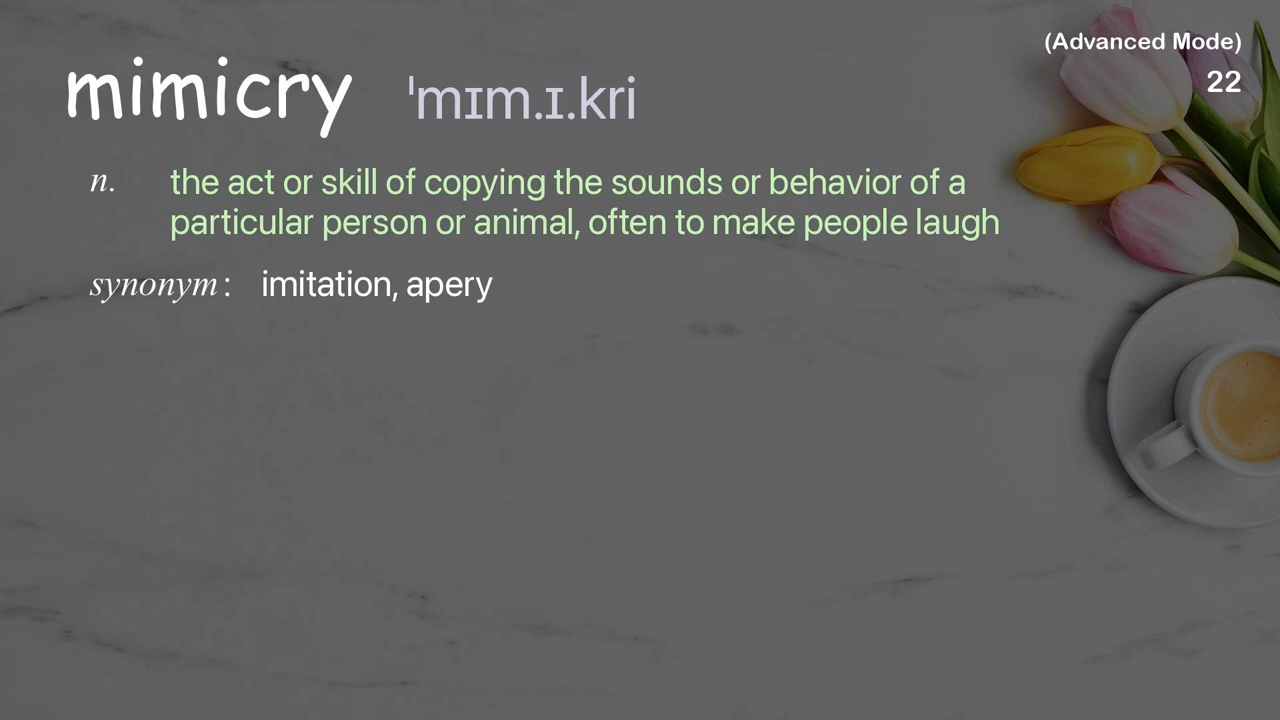 (Advanced Mode)
mimicry ˈmɪm.ɪ.kri
22
n. the act or skill of copying the sounds or behavior of a
particular person or animal, often to make people laugh
synonym: imitation, apery